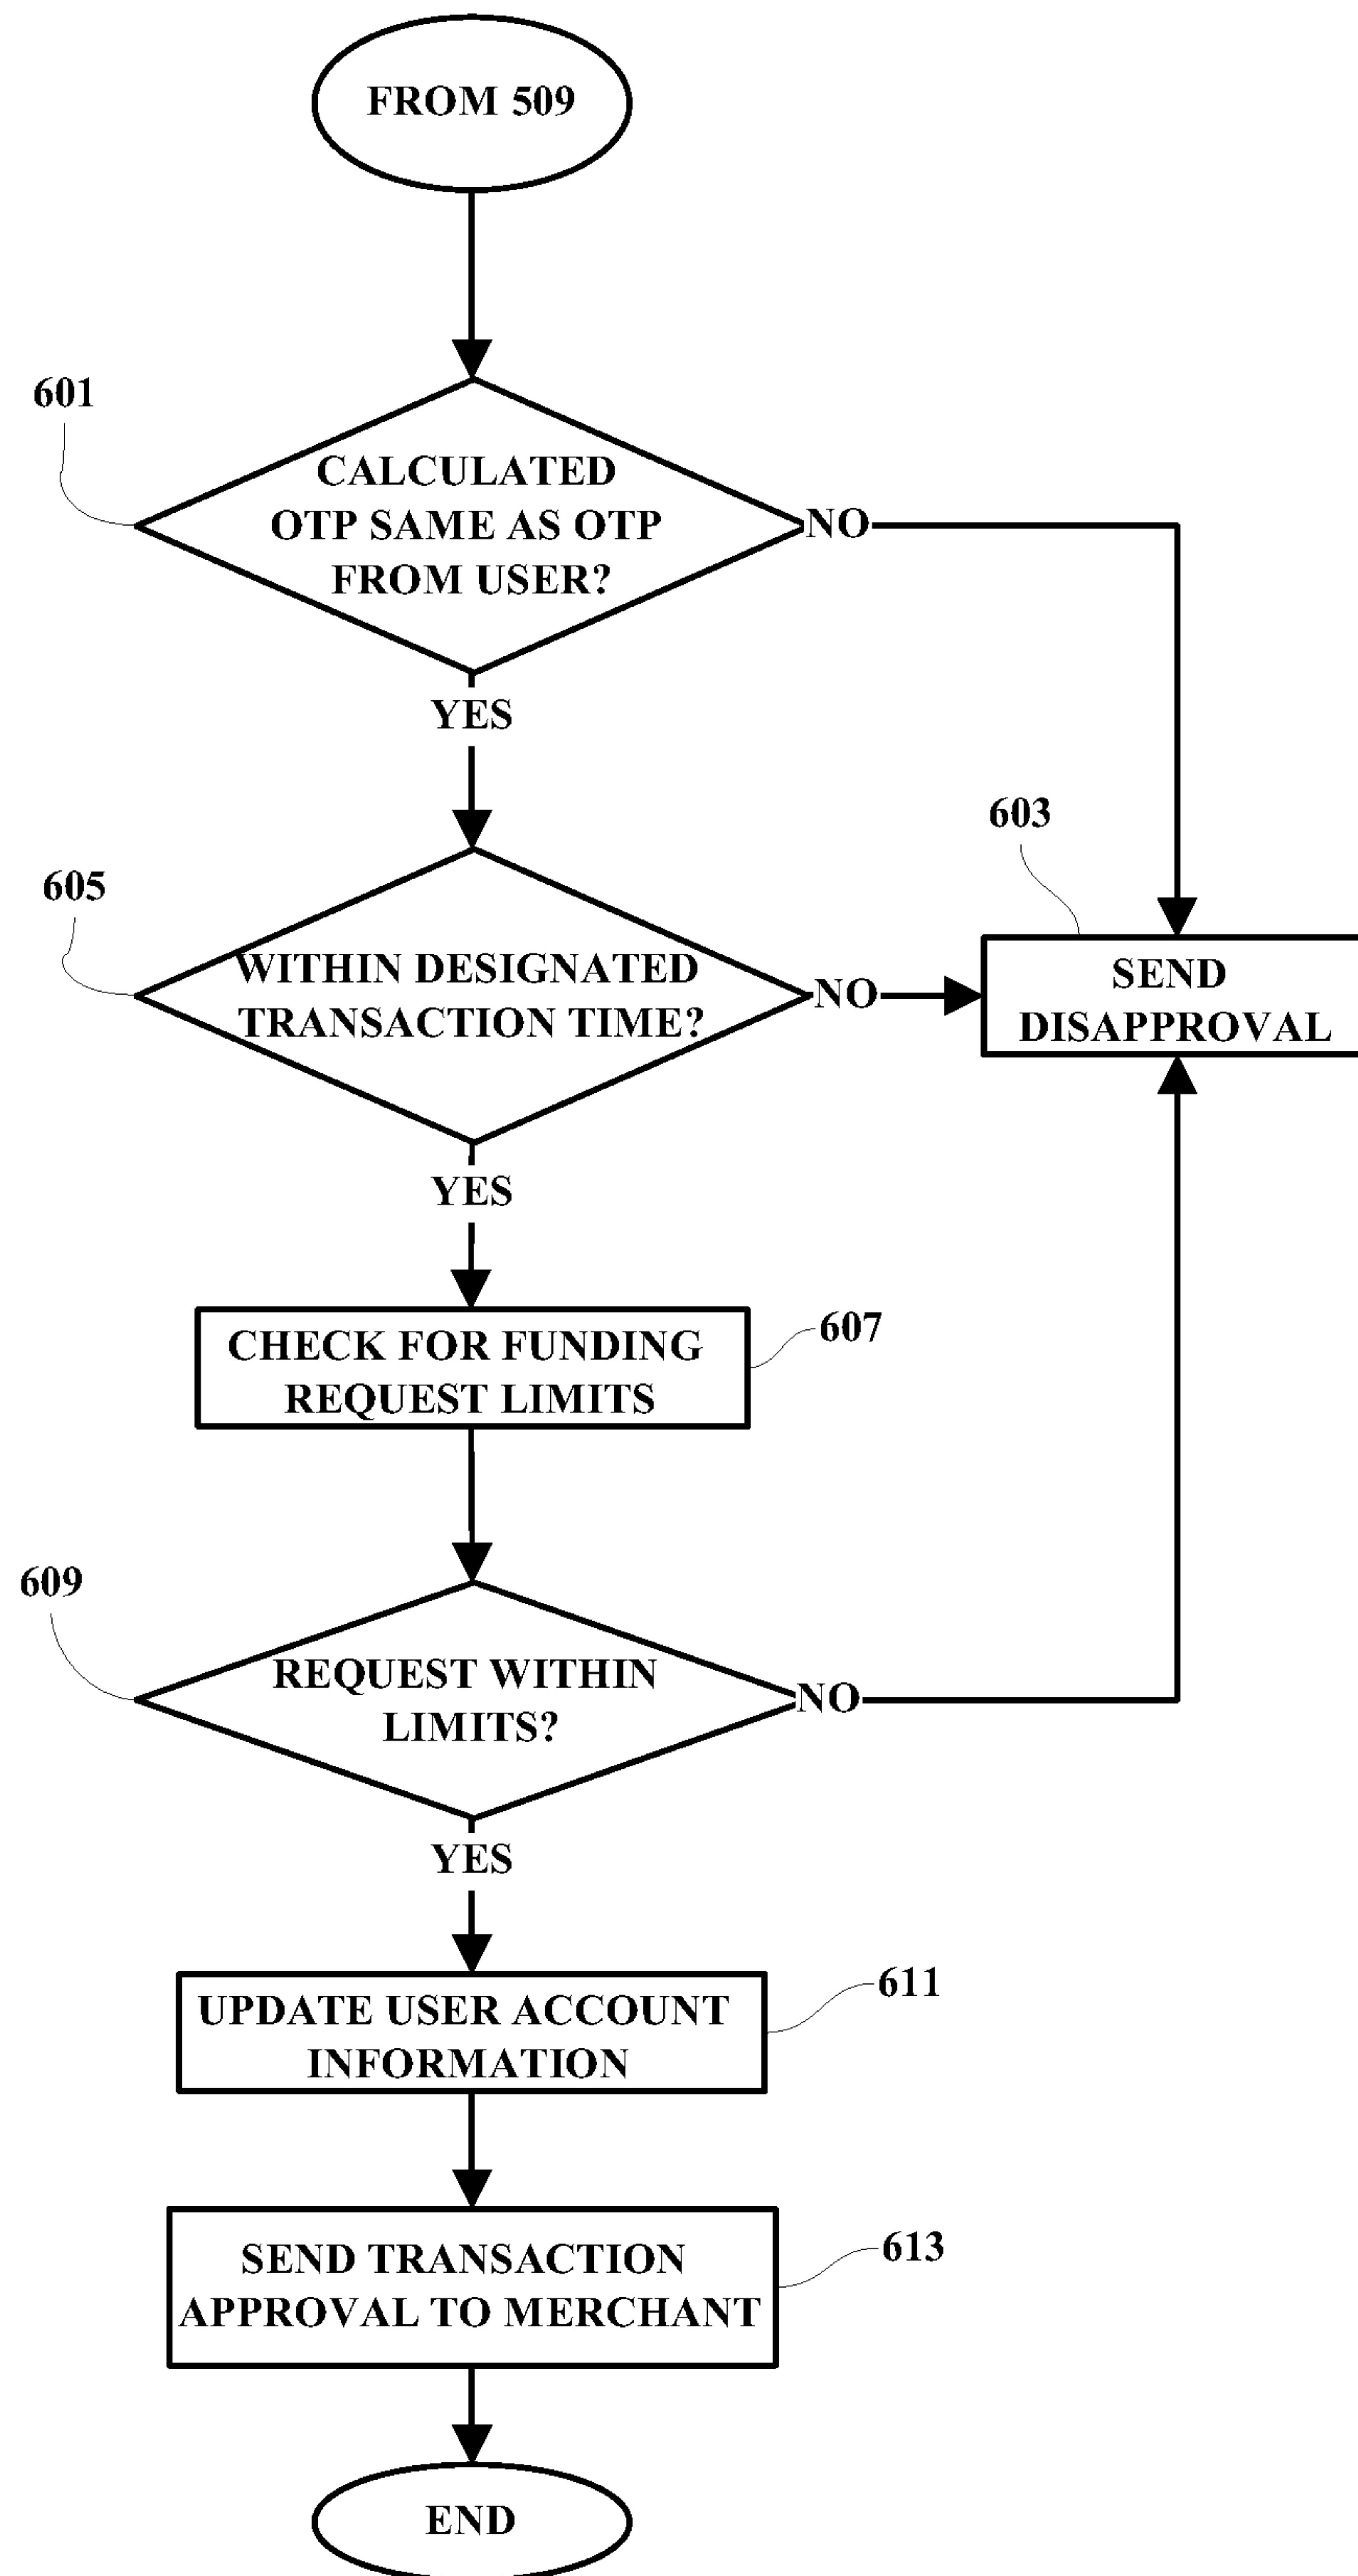 FROM 509
601
CALCULATED
OTP SAME AS OTP
FROM USER?
NO
YES
603
605
WITHIN DESIGNATED
TRANSACTION TIME?
NO
SEND
DISAPPROVAL
YES
CHECK FOR FUNDING
REQUEST LIMITS
607
609
REQUEST WITHIN
LIMITS?
NO
YES
UPDATE USER ACCOUNT
INFORMATION
611
SEND TRANSACTION
APPROVAL TO MERCHANT
613
END